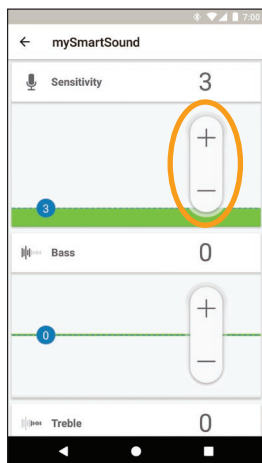 7:00
mySmartSound
Sensitivity 3
+
3
—
Bass 0
+
0
—
Treble 0